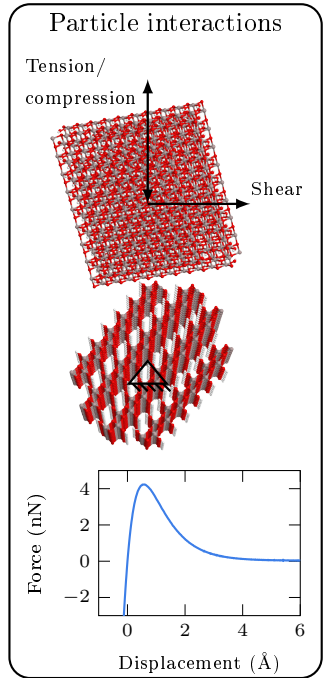 Particle interactions
Tension/
compression
Shear
4
2
0
−2
Force (nN)
0 2 4 6
Displacement (Å)